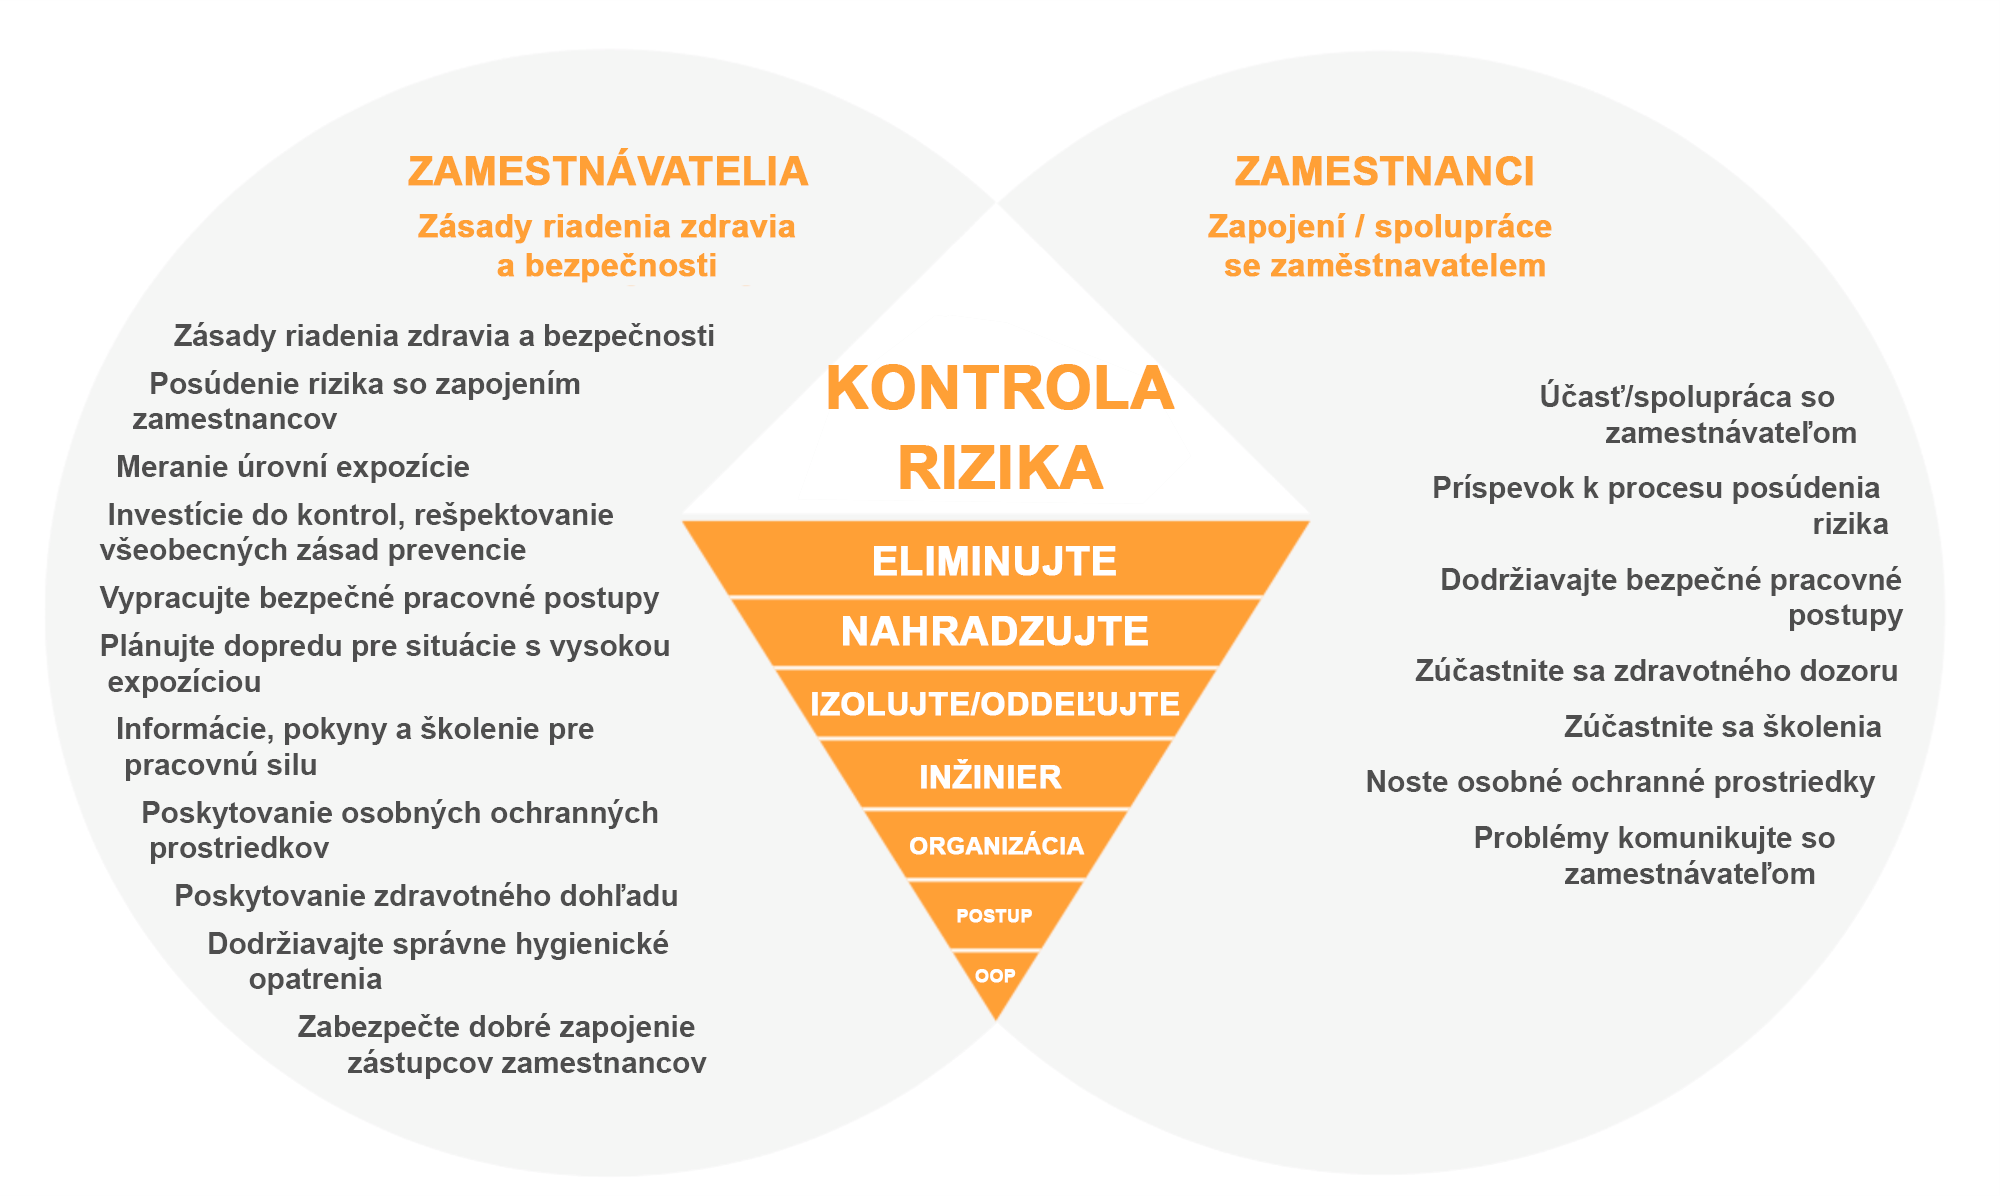 ZAMESTNÁVATELIA
Zásady riadenia zdravia
a bezpečnosti
Zásady riadenia zdravia a bezpečnosti
Posúdenie rizika so zapojením
zamestnancov
Meranie úrovní expozície
Investície do kontrol, rešpektovanie
všeobecných zásad prevencie
Vypracujte bezpečné pracovné postupy
Plánujte dopredu pre situácie s vysokou
expozíciou
Informácie, pokyny a školenie pre
pracovnú silu
Poskytovanie osobných ochranných
prostriedkov
Poskytovanie zdravotného dohľadu
Dodržiavajte správne hygienické
opatrenia
Zabezpečte dobré zapojenie
zástupcov zamestnancov
KONTROLA
RIZIKA
ELIMINUJTE
NAHRADZUJTE
IZOLUJTE/ODDEĽUJTE
INŽINIER
ORGANIZÁCIA
POSTUP
OOP
ZAMESTNANCI
Zapojení / spolupráce
se zaměstnavatelem
Účasť/spolupráca so
zamestnávateľom
Príspevok k procesu posúdenia
rizika
Dodržiavajte bezpečné pracovné
postupy
Zúčastnite sa zdravotného dozoru
Zúčastnite sa školenia
Noste osobné ochranné prostriedky
Problémy komunikujte so
zamestnávateľom